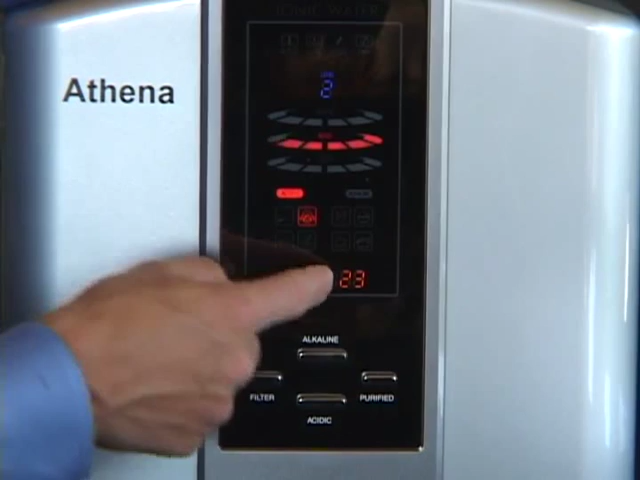 IONIC WATER
Athena
2
23
ALKALINE
FILTER
PURIFIED
ACIDIC